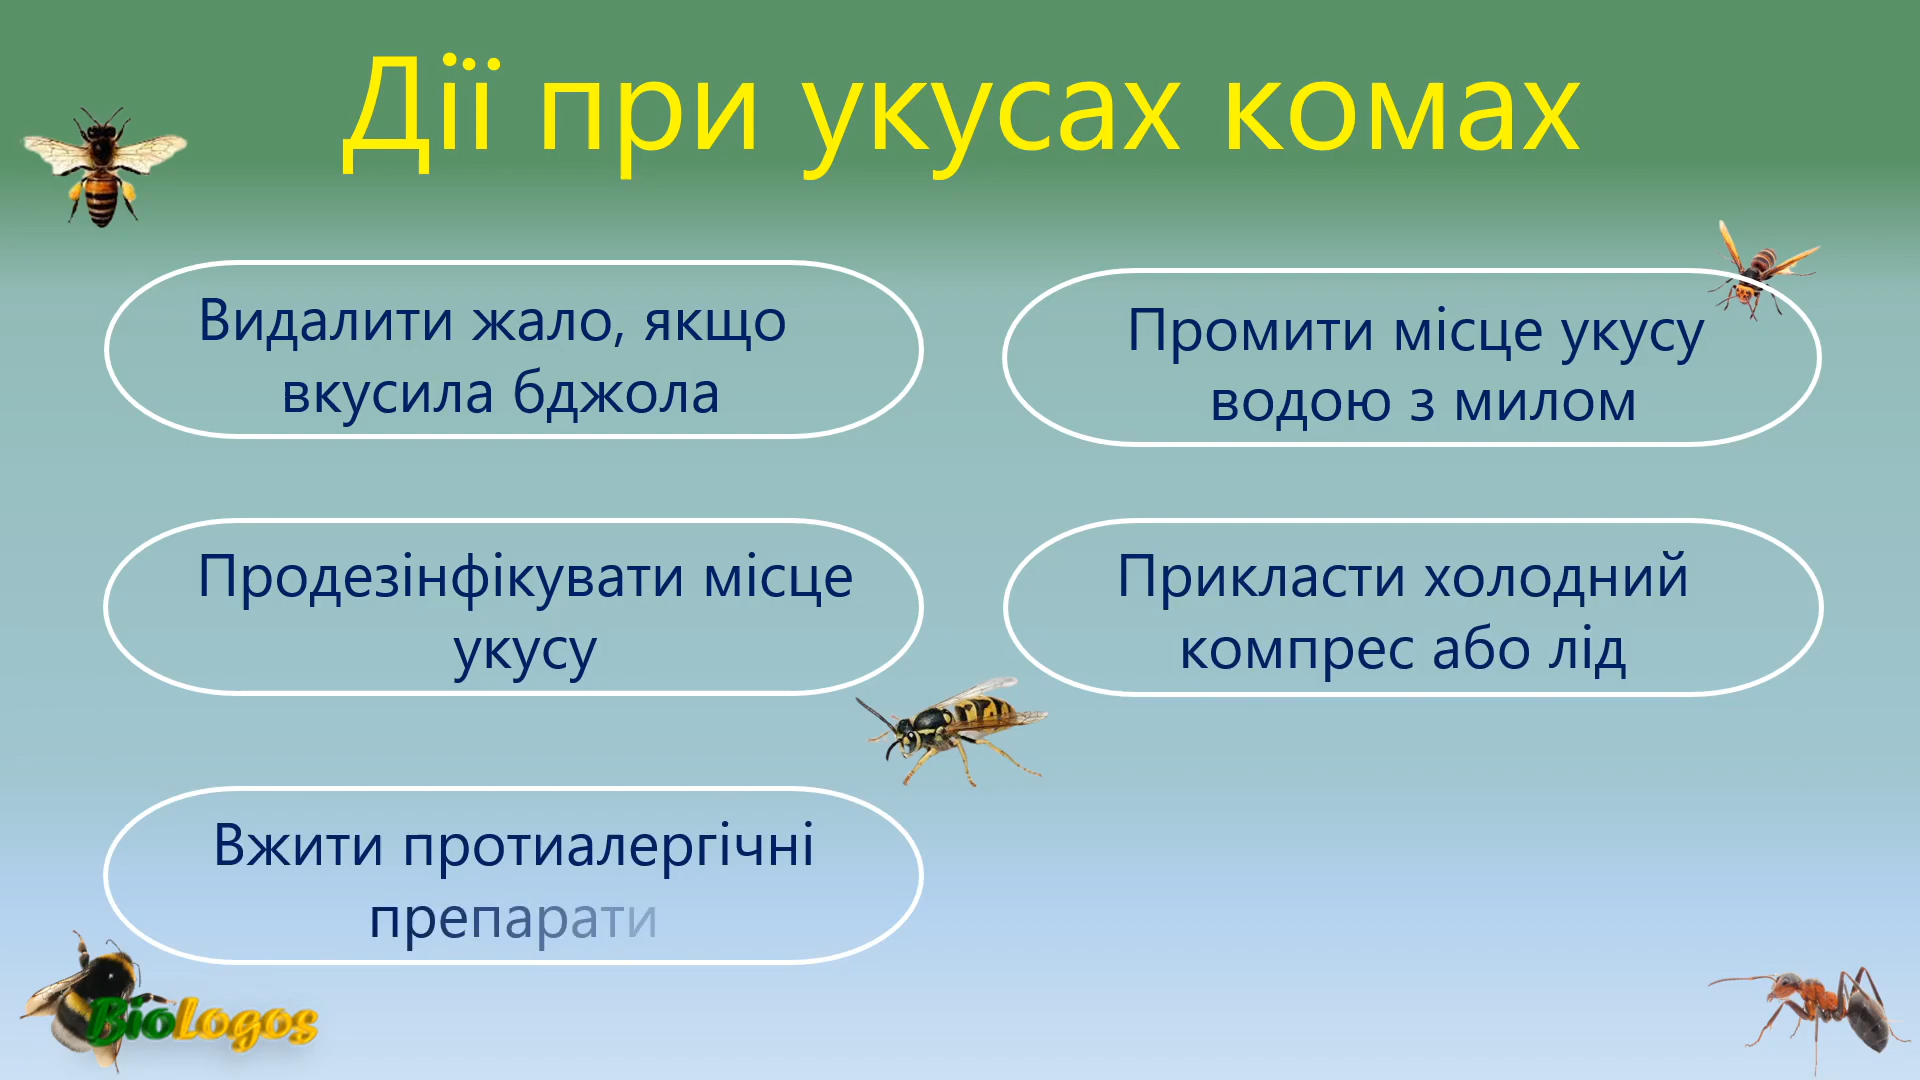 Дії при укусах комах
Видалити жало, якщо
вкусила бджола
Промити місце укусу
водою з милом
Продезінфікувати місце
укусу
Прикласти холодний
компрес або лід
Вжити протиалергічні
препарати
BioLogos